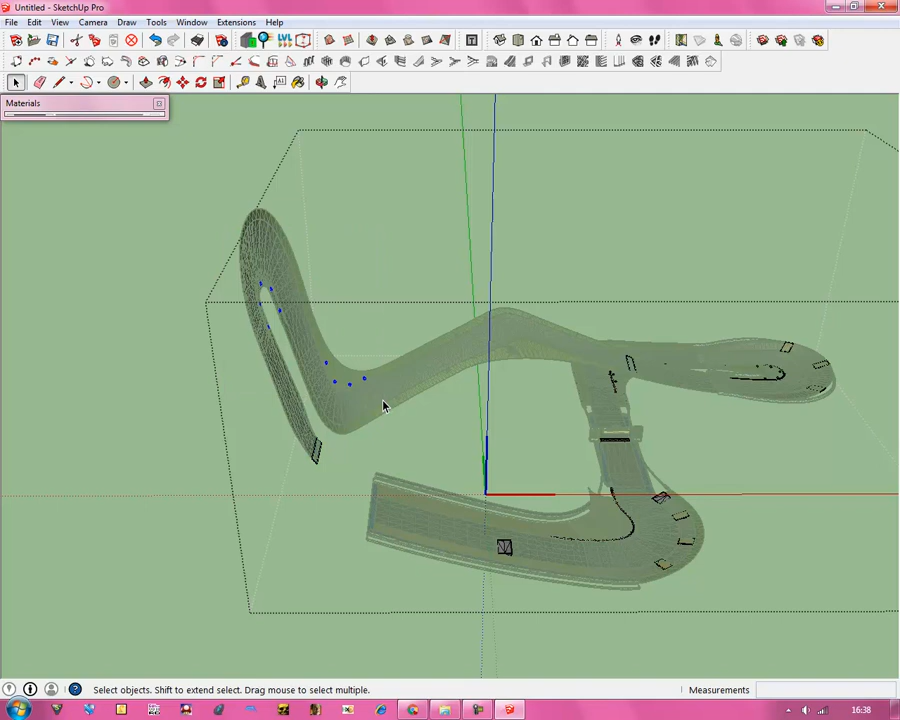 Untitled - SketchUp Pro
File Edit View Camera Draw Tools Window Extensions Help
Materials
Select objects. Shift to extend select. Drag mouse to select multiple.
Measurements
16:38